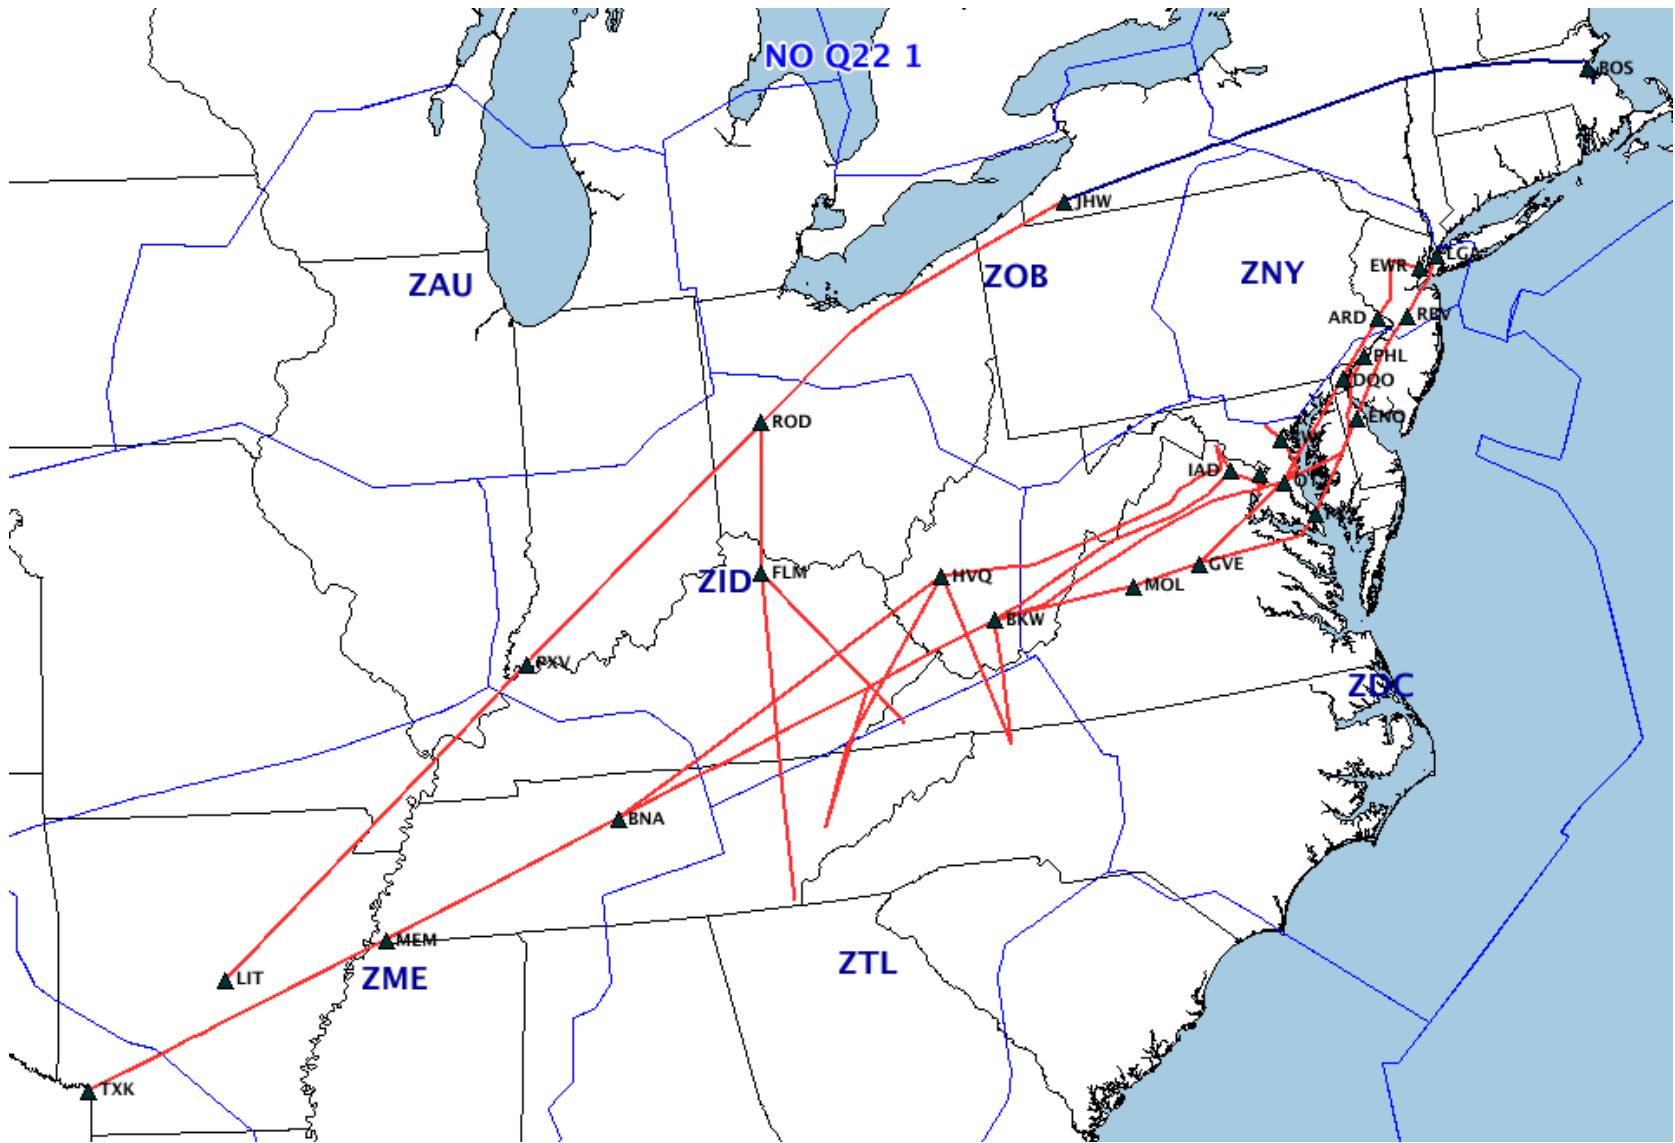 NO Q22 1
BOS
JHW
LGA
EWR
ZAU
ZOB
ZNY
ARD
RBV
PHL
DQO
ENO
ROD
IAD
FLM
ZID
HVQ
GVE
MOL
BKW
PXV
ZDC
BNA
MEM
ZTL
ZME
LIT
TXK